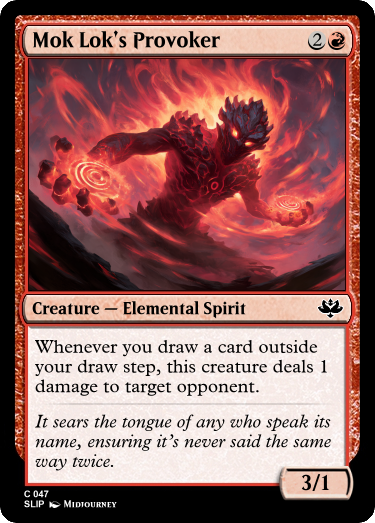 Mok Lok's Provoker 2
Creature — Elemental Spirit
Whenever you draw a card outside
your draw step, this creature deals 1
damage to target opponent.
It sears the tongue of any who speak its
name, ensuring it's never said the same
way twice.
3/1
C 047
SLIP Midjourney